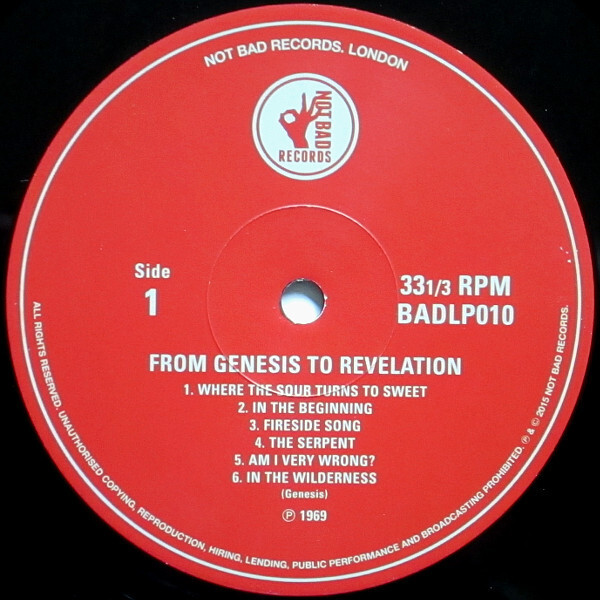 NOT BAD RECORDS. LONDON
NOT BAD
RECORDS
Side
1
33 1/3 RPM
BADLP010
FROM GENESIS TO REVELATION
1. WHERE THE SOUR TURNS TO SWEET
2. IN THE BEGINNING
3. FIRESIDE SONG
4. THE SERPENT
5. AM I VERY WRONG?
6. IN THE WILDERNESS
(Genesis)
℗ 1969
ALL RIGHTS RESERVED. UNAUTHORISED COPYING, REPRODUCTION, HIRING, LENDING, PUBLIC PERFORMANCE AND BROADCASTING PROHIBITED. ℗ & © 2015 NOT BAD RECORDS.